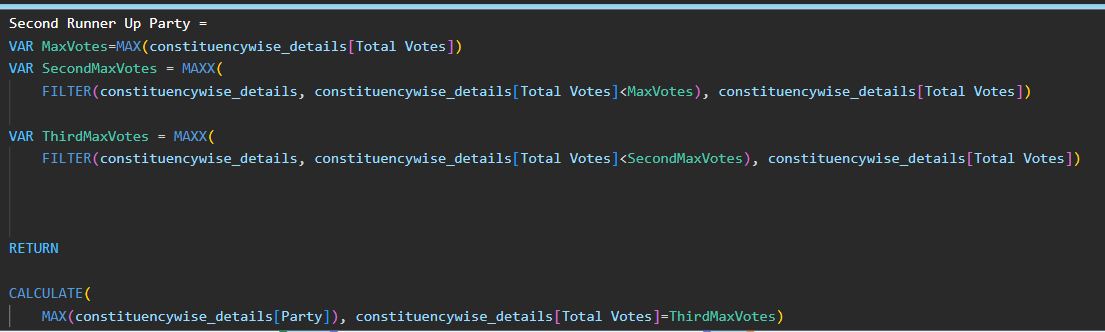 Second Runner Up Party =
VAR MaxVotes=MAX(constituencywise_details[Total Votes])
VAR SecondMaxVotes = MAXX(
FILTER(constituencywise_details, constituencywise_details[Total Votes]<MaxVotes), constituencywise_details[Total Votes])
VAR ThirdMaxVotes = MAXX(
FILTER(constituencywise_details, constituencywise_details[Total Votes]<SecondMaxVotes), constituencywise_details[Total Votes])
RETURN
CALCULATE(
MAX(constituencywise_details[Party]), constituencywise_details[Total Votes]=ThirdMaxVotes)